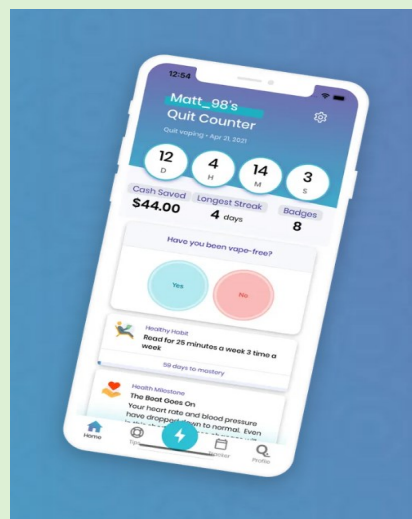 12:54
Matt_98's
Quit Counter
Quit vaping • Apr 21, 2021
12 4 14 3
D H M S
Cash Saved Longest Streak Badges
$44.00 4 days 8
Have you been vape-free?
Yes No
Healthy Habit
Read for 25 minutes a week 3 time a
week
59 days to mastery
Health Milestone
The Beat Goes On
Your heart rate and blood pressure
have dropped down to normal. Even
Home Tips Tracker Profile